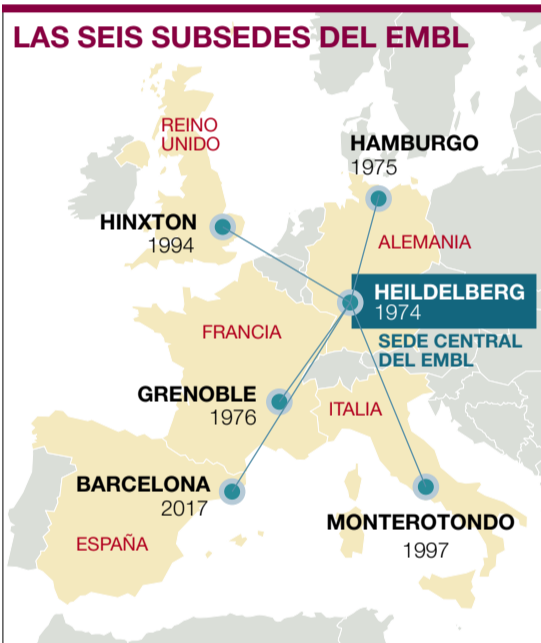 LAS SEIS SUBSEDES DEL EMBL
REINO
UNIDO
HAMBURGO
1975
HINXTON
1994
ALEMANIA
HEILDELBERG
1974
SEDE CENTRAL
DEL EMBL
FRANCIA
GRENOBLE
1976
ITALIA
BARCELONA
2017
MONTEROTONDO
1997
ESPAÑA